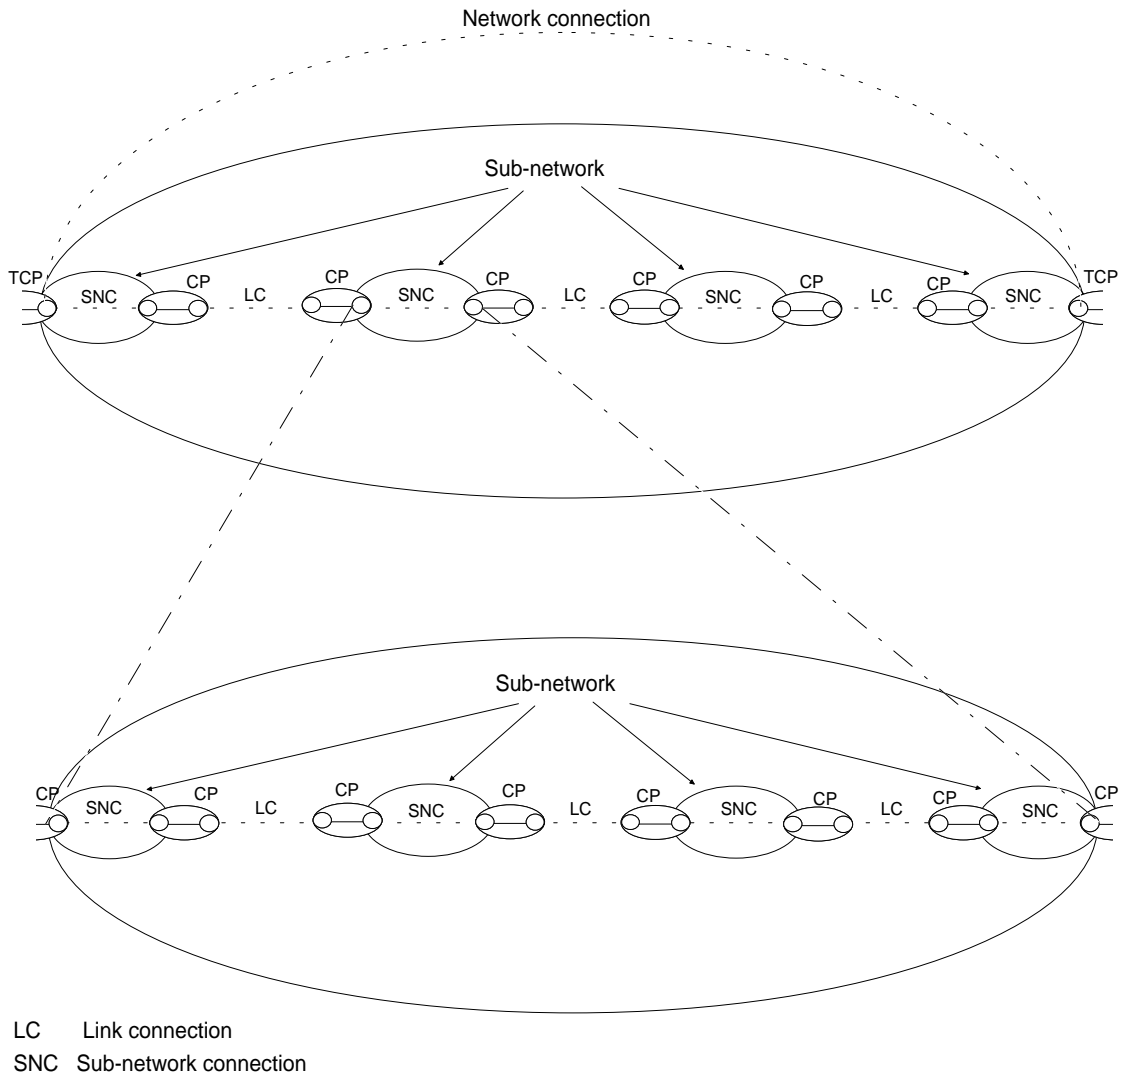 Network connection
Sub-network
TCP SNC CP LC CP SNC CP LC CP SNC CP LC CP SNC TCP
Sub-network
CP SNC CP LC CP SNC CP LC CP SNC CP LC CP SNC CP
LC Link connection
SNC Sub-network connection